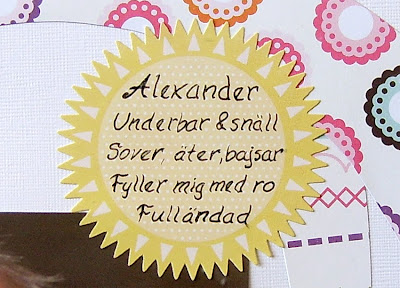 Alexander
Underbar & snäll
Sover, äter, bajsar
Fyller mig med ro
Fulländad